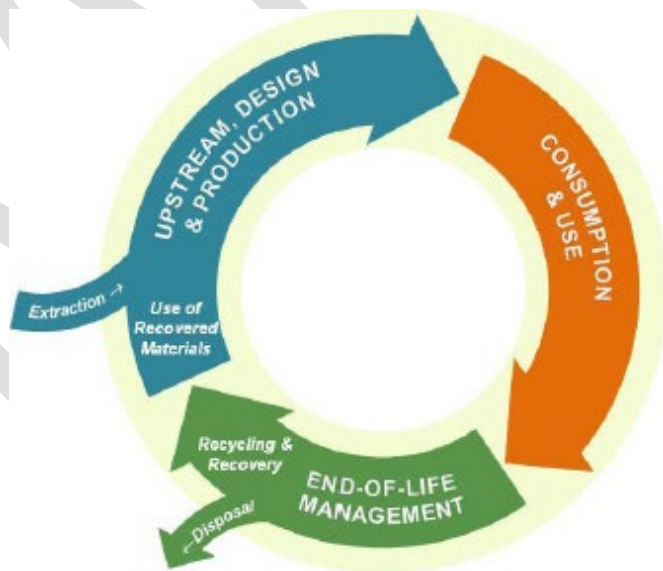 UPSTREAM, DESIGN
& PRODUCTION
CONSUMPTION
& USE
Extraction →
Use of
Recovered
Materials
Recycling &
Recovery
END-OF-LIFE
MANAGEMENT
←Disposal